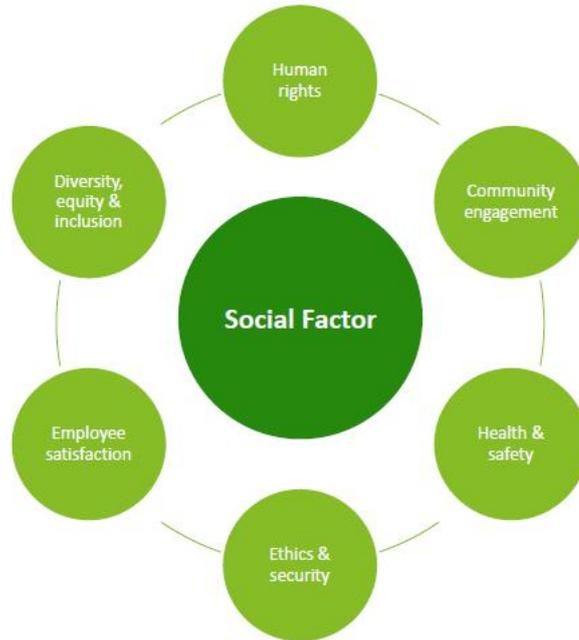 Human
rights
Diversity,
equity &
inclusion
Community
engagement
Social Factor
Employee
satisfaction
Health &
safety
Ethics &
security